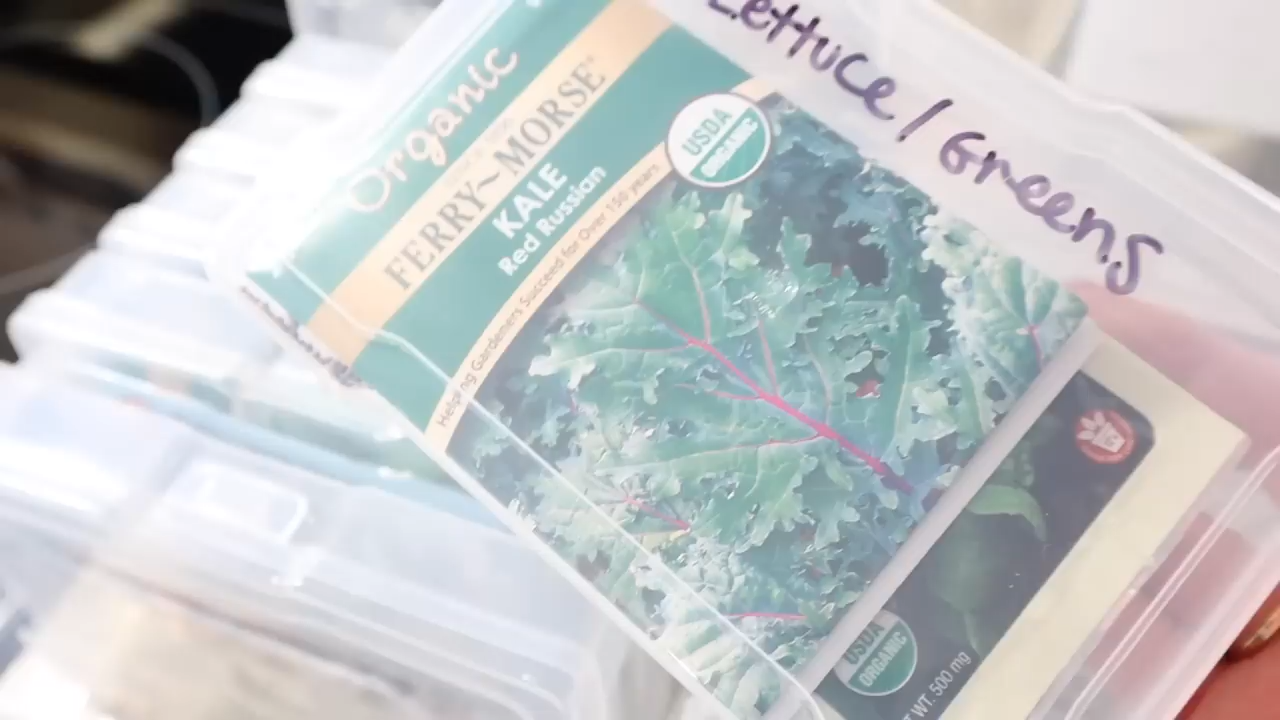 Lettuce / Greens
Organic
FERRY~MORSE
KALE
Red Russian
Helping Gardeners Succeed for Over 150 years
USDA
ORGANIC
USDA
ORGANIC
WT. 500 mg